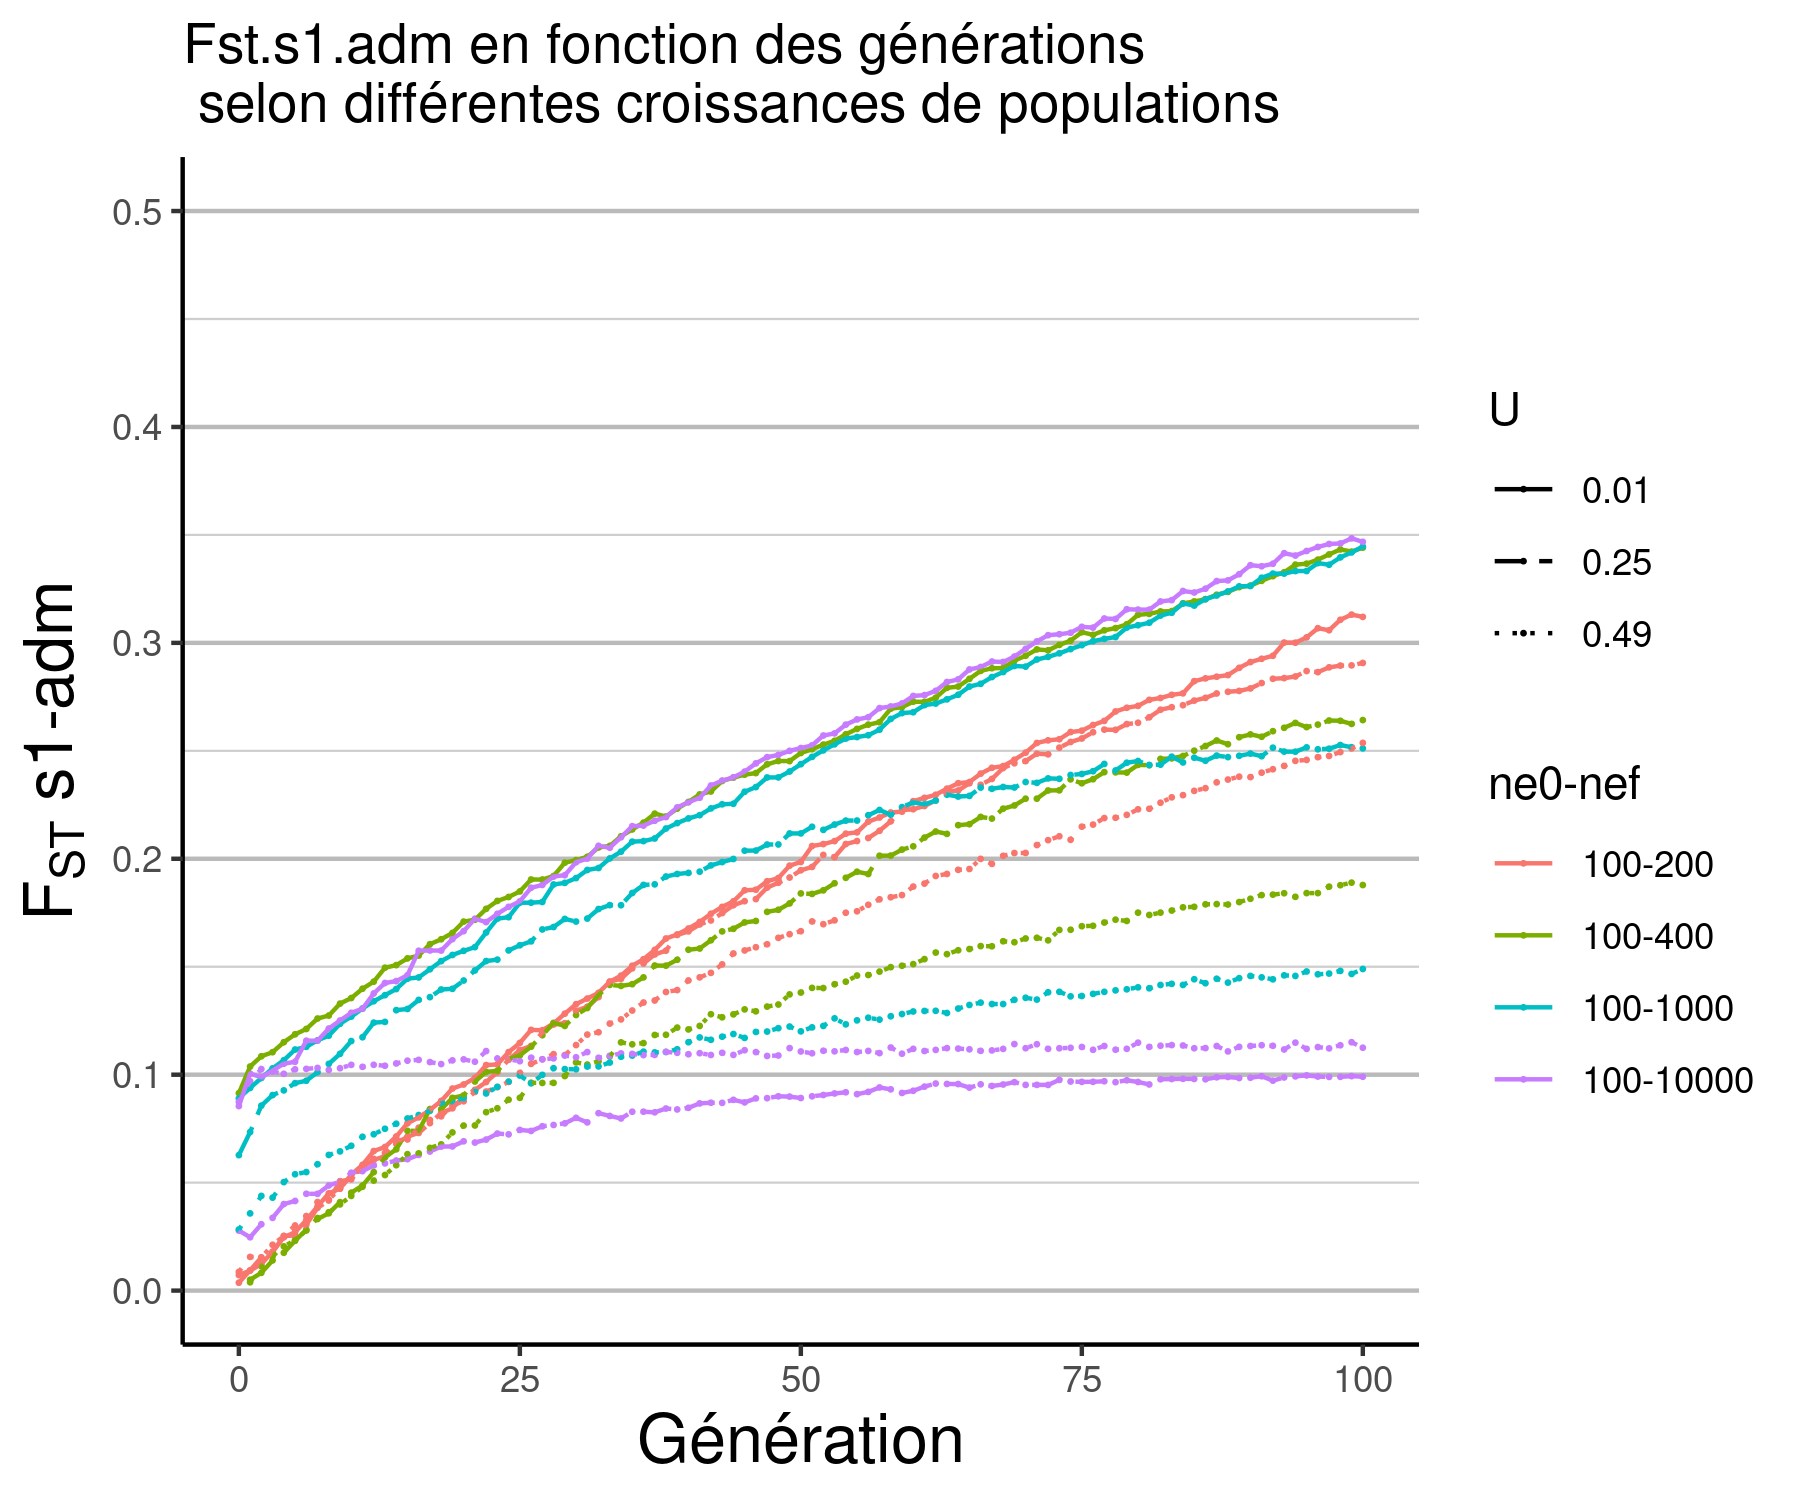 Fst.s1.adm en fonction des générations
selon différentes croissances de populations
0.5
0.4
0.3
0.2
0.1
0.0
FST s1-adm
0 25 50 75 100
Génération
U
0.01
0.25
0.49
ne0-nef
100-200
100-400
100-1000
100-10000